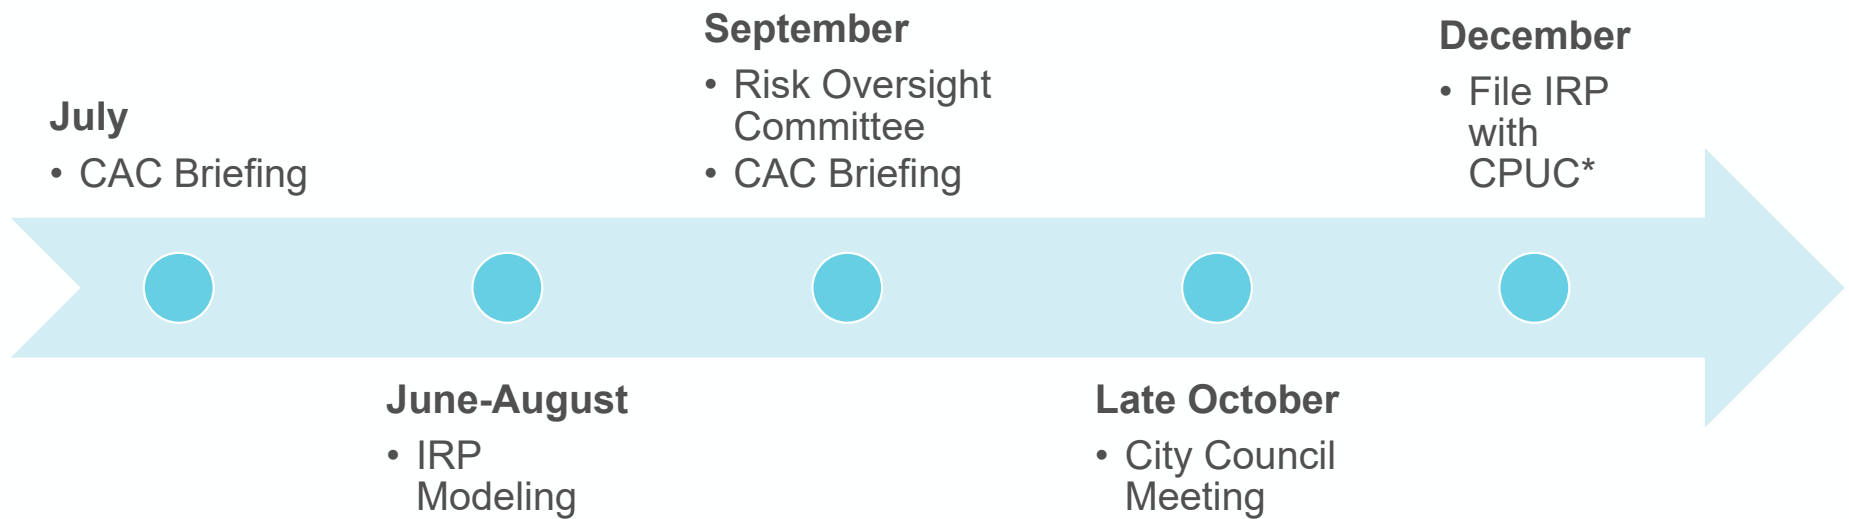 July
• CAC Briefing
June-August
• IRP
Modeling
September
• Risk Oversight
Committee
• CAC Briefing
Late October
• City Council
Meeting
December
• File IRP
with
CPUC*